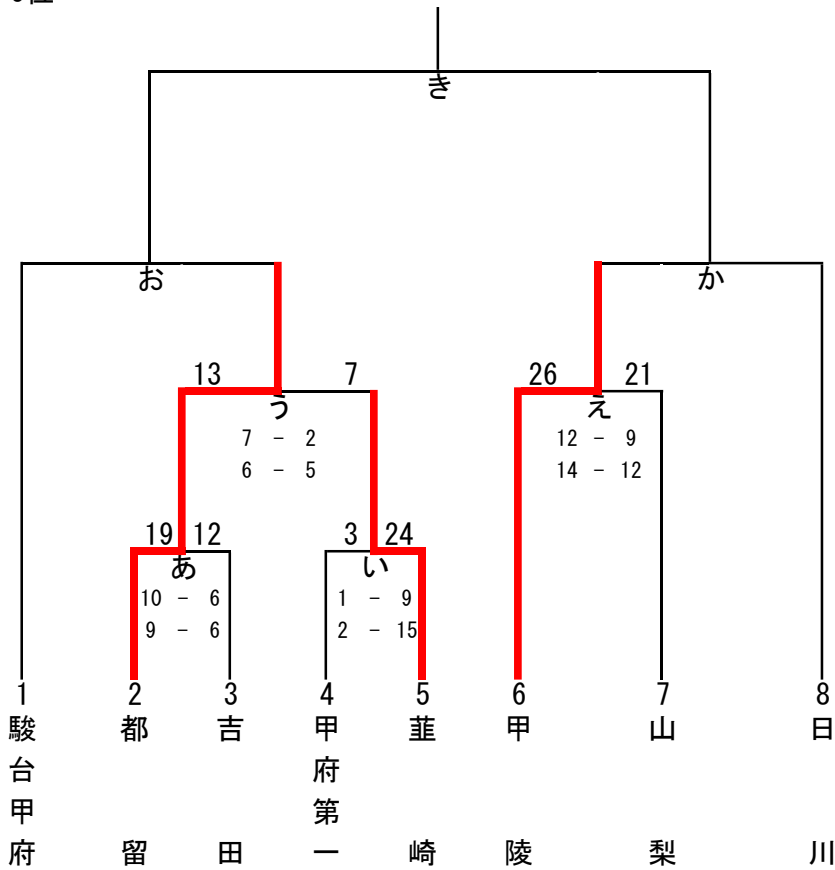 き
お
か
13 7
26 21
う
え
7 - 2
6 - 5
12 - 9
14 - 12
19 12
3 24
あ
い
10 - 6
9 - 6
1 - 9
2 - 15
1 2 3 4 5 6 7 8
駿台甲府
都留
吉田
甲府第一
韮崎
甲陵
山梨
日川